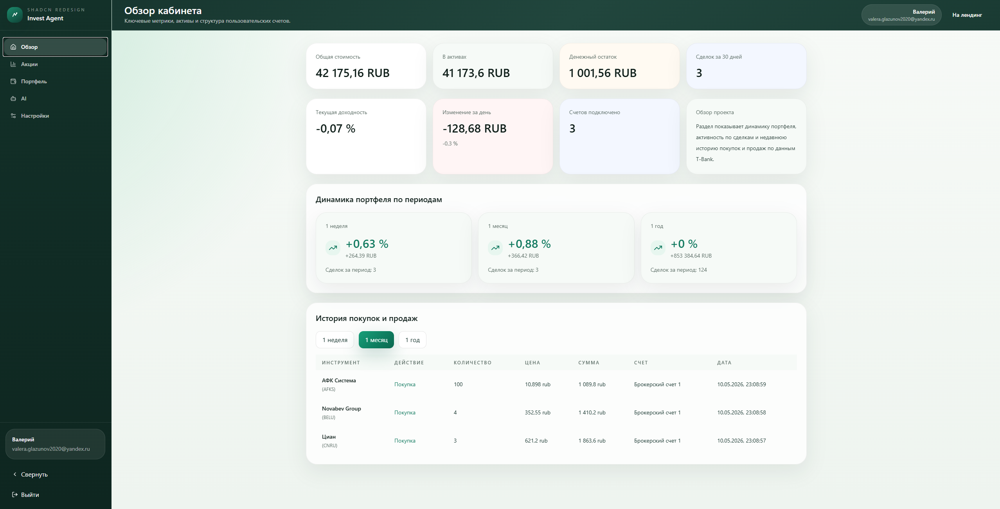 SHADCN REDESIGN
Invest Agent
Обзор
Акции
Портфель
AI
Настройки
Валерий
valera.glazunov2020@yandex.ru
Свернуть
Выйти
Обзор кабинета
Ключевые метрики, активы и структура пользовательских счетов.
Валерий
valera.glazunov2020@yandex.ru
На лендинг
Общая стоимость
42 175,16 RUB
В активах
41 173,6 RUB
Денежный остаток
1 001,56 RUB
Сделок за 30 дней
3
Текущая доходность
-0,07 %
Изменение за день
-128,68 RUB
-0,3 %
Счетов подключено
3
Обзор проекта
Раздел показывает динамику портфеля,
активность по сделкам и недавнюю
историю покупок и продаж по данным
T-Bank.
Динамика портфеля по периодам
1 неделя
+0,63 %
+264,39 RUB
Сделок за период: 3
1 месяц
+0,88 %
+366,42 RUB
Сделок за период: 3
1 год
+0 %
+853 384,64 RUB
Сделок за период: 124
История покупок и продаж
1 неделя
1 месяц
1 год
ИНСТРУМЕНТ ДЕЙСТВИЕ КОЛИЧЕСТВО ЦЕНА СУММА СЧЕТ ДАТА
АФК Система
(AFKS)
Покупка 100 10,898 rub 1 089,8 rub Брокерский счет 1 10.05.2026, 23:08:59
Novabev Group
(BELU)
Покупка 4 352,55 rub 1 410,2 rub Брокерский счет 1 10.05.2026, 23:08:58
Циан
(CNRU)
Покупка 3 621,2 rub 1 863,6 rub Брокерский счет 1 10.05.2026, 23:08:57